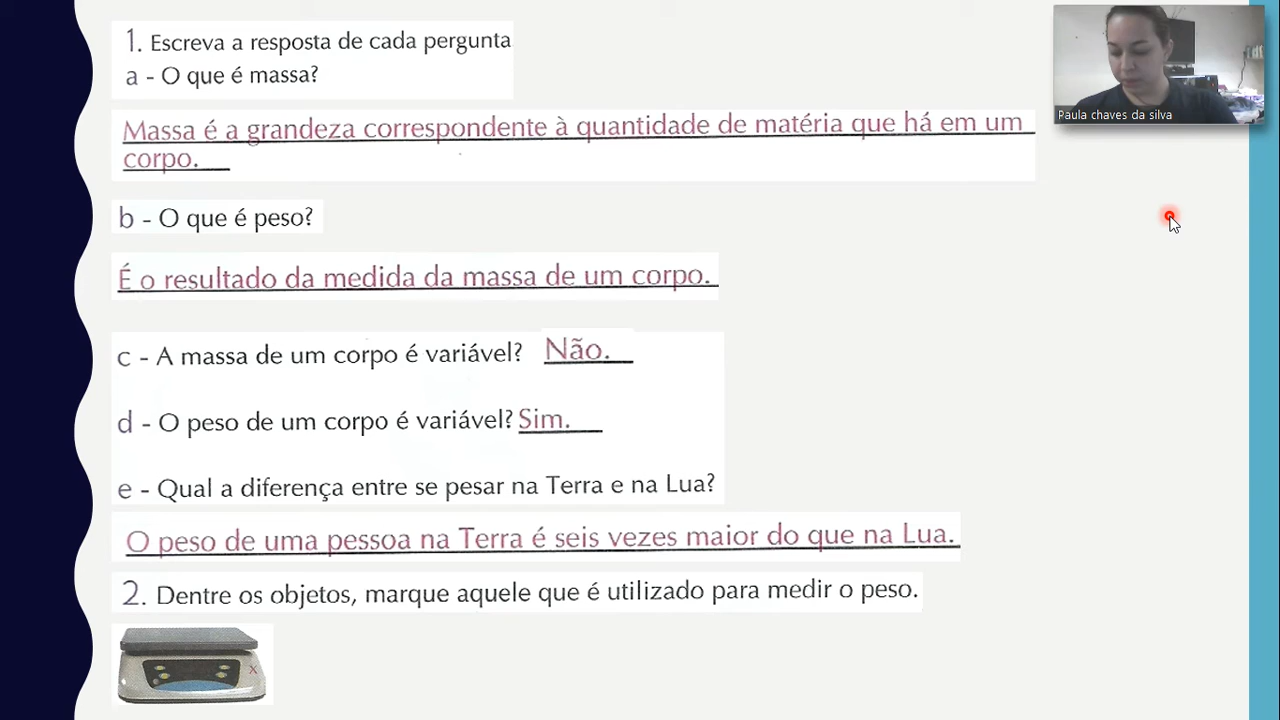 1. Escreva a resposta de cada pergunta
a - O que é massa?
Massa é a grandeza correspondente à quantidade de matéria que há em um
corpo.
b - O que é peso?
É o resultado da medida da massa de um corpo.
c - A massa de um corpo é variável? Não.
d - O peso de um corpo é variável? Sim.
e - Qual a diferença entre se pesar na Terra e na Lua?
O peso de uma pessoa na Terra é seis vezes maior do que na Lua.
2. Dentre os objetos, marque aquele que é utilizado para medir o peso.
x
Paula chaves da silva